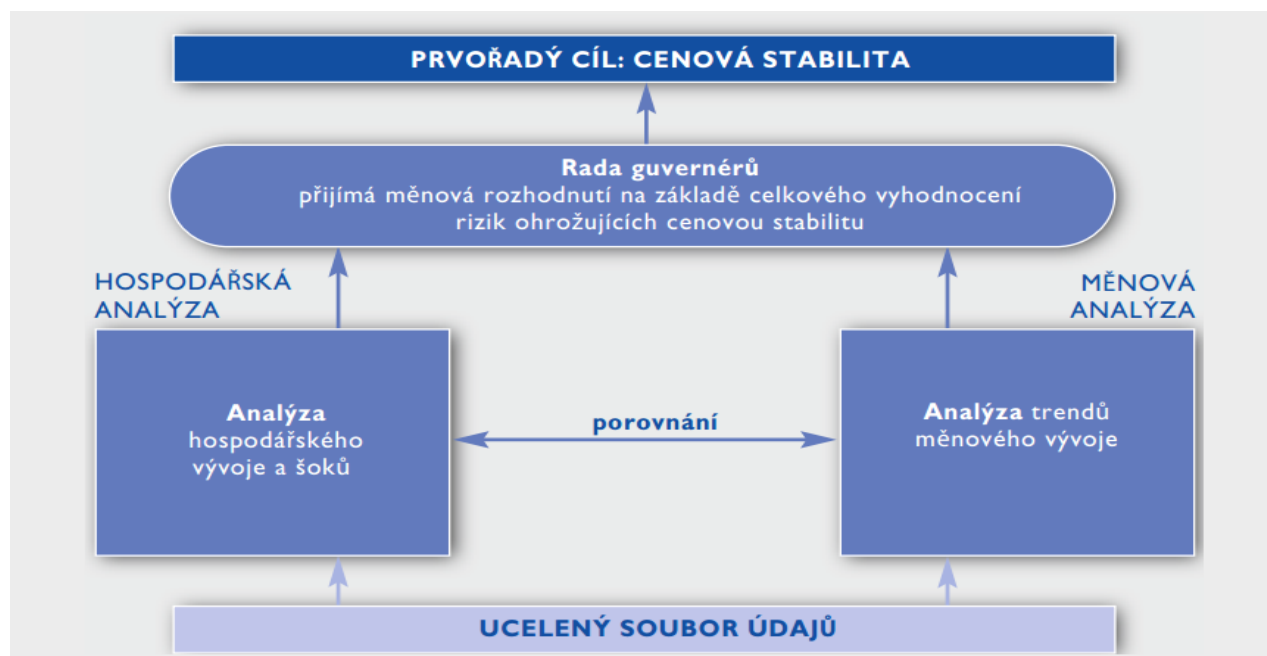 PRVOŘADÝ CÍL: CENOVÁ STABILITA
Rada guvernérů
přijímá měnová rozhodnutí na základě celkového vyhodnocení
rizik ohrožujících cenovou stabilitu
HOSPODÁŘSKÁ
ANALÝZA
MĚNOVÁ
ANALÝZA
Analýza
hospodářského
vývoje a šoků
porovnání
Analýza trendů
měnového vývoje
UCELENÝ SOUBOR ÚDAJŮ